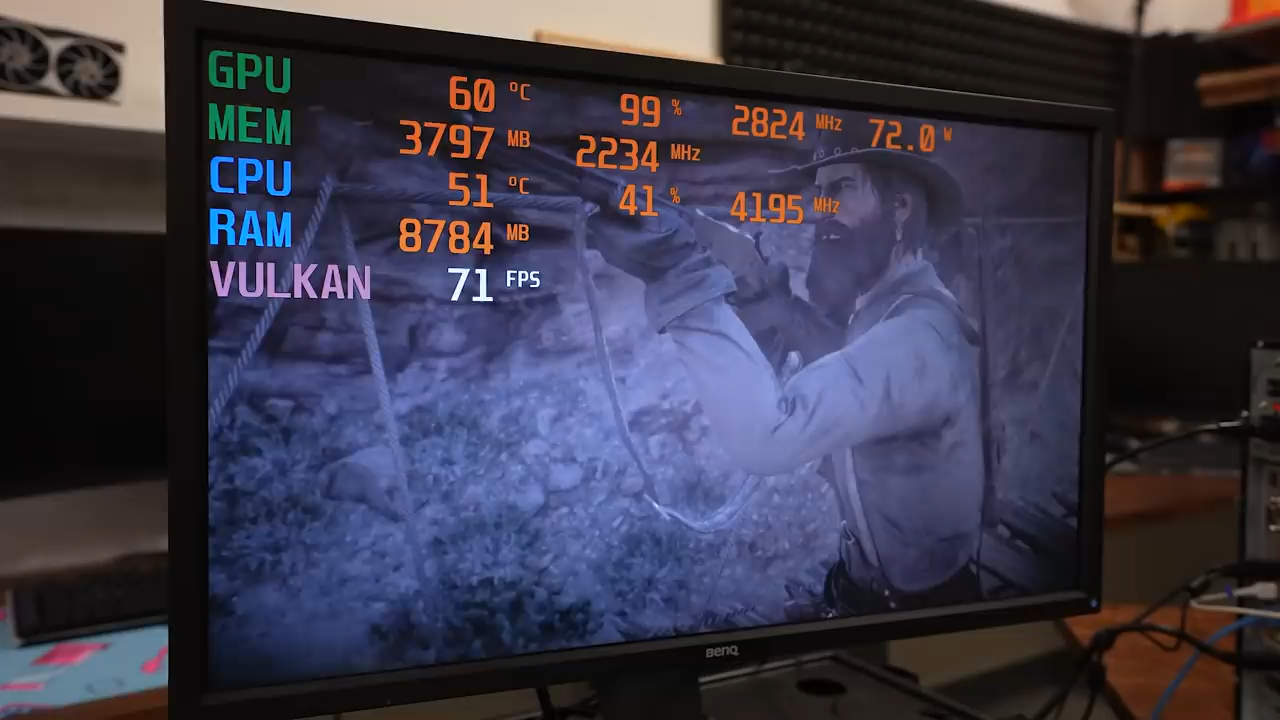 GPU 60 °C 99 % 2824 MHz 72.0 W
MEM 3797 MB 2234 MHz
CPU 51 °C 41 % 4195 MHz
RAM 8784 MB
VULKAN 71 FPS
BenQ